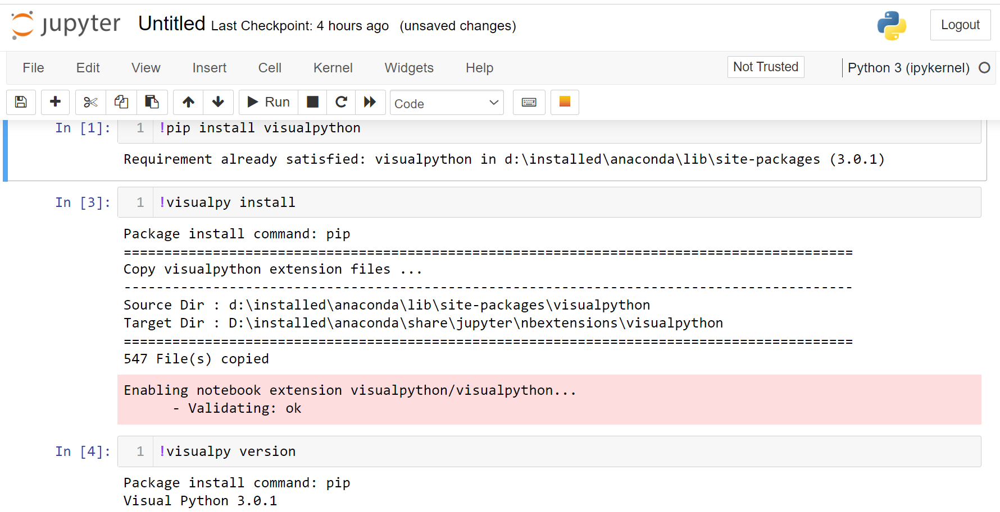 jupyter Untitled Last Checkpoint: 4 hours ago (unsaved changes) Logout
File Edit View Insert Cell Kernel Widgets Help Not Trusted Python 3 (ipykernel)
Run Code
In [1]: 1 !pip install visualpython
Requirement already satisfied: visualpython in d:\installed\anaconda\lib\site-packages (3.0.1)
In [3]: 1 !visualpy install
Package install command: pip
==========================================================================================
Copy visualpython extension files ...
------------------------------------------------------------------------------------------
Source Dir : d:\installed\anaconda\lib\site-packages\visualpython
Target Dir : D:\installed\anaconda\share\jupyter\nbextensions\visualpython
==========================================================================================
547 File(s) copied
Enabling notebook extension visualpython/visualpython...
- Validating: ok
In [4]: 1 !visualpy version
Package install command: pip
Visual Python 3.0.1